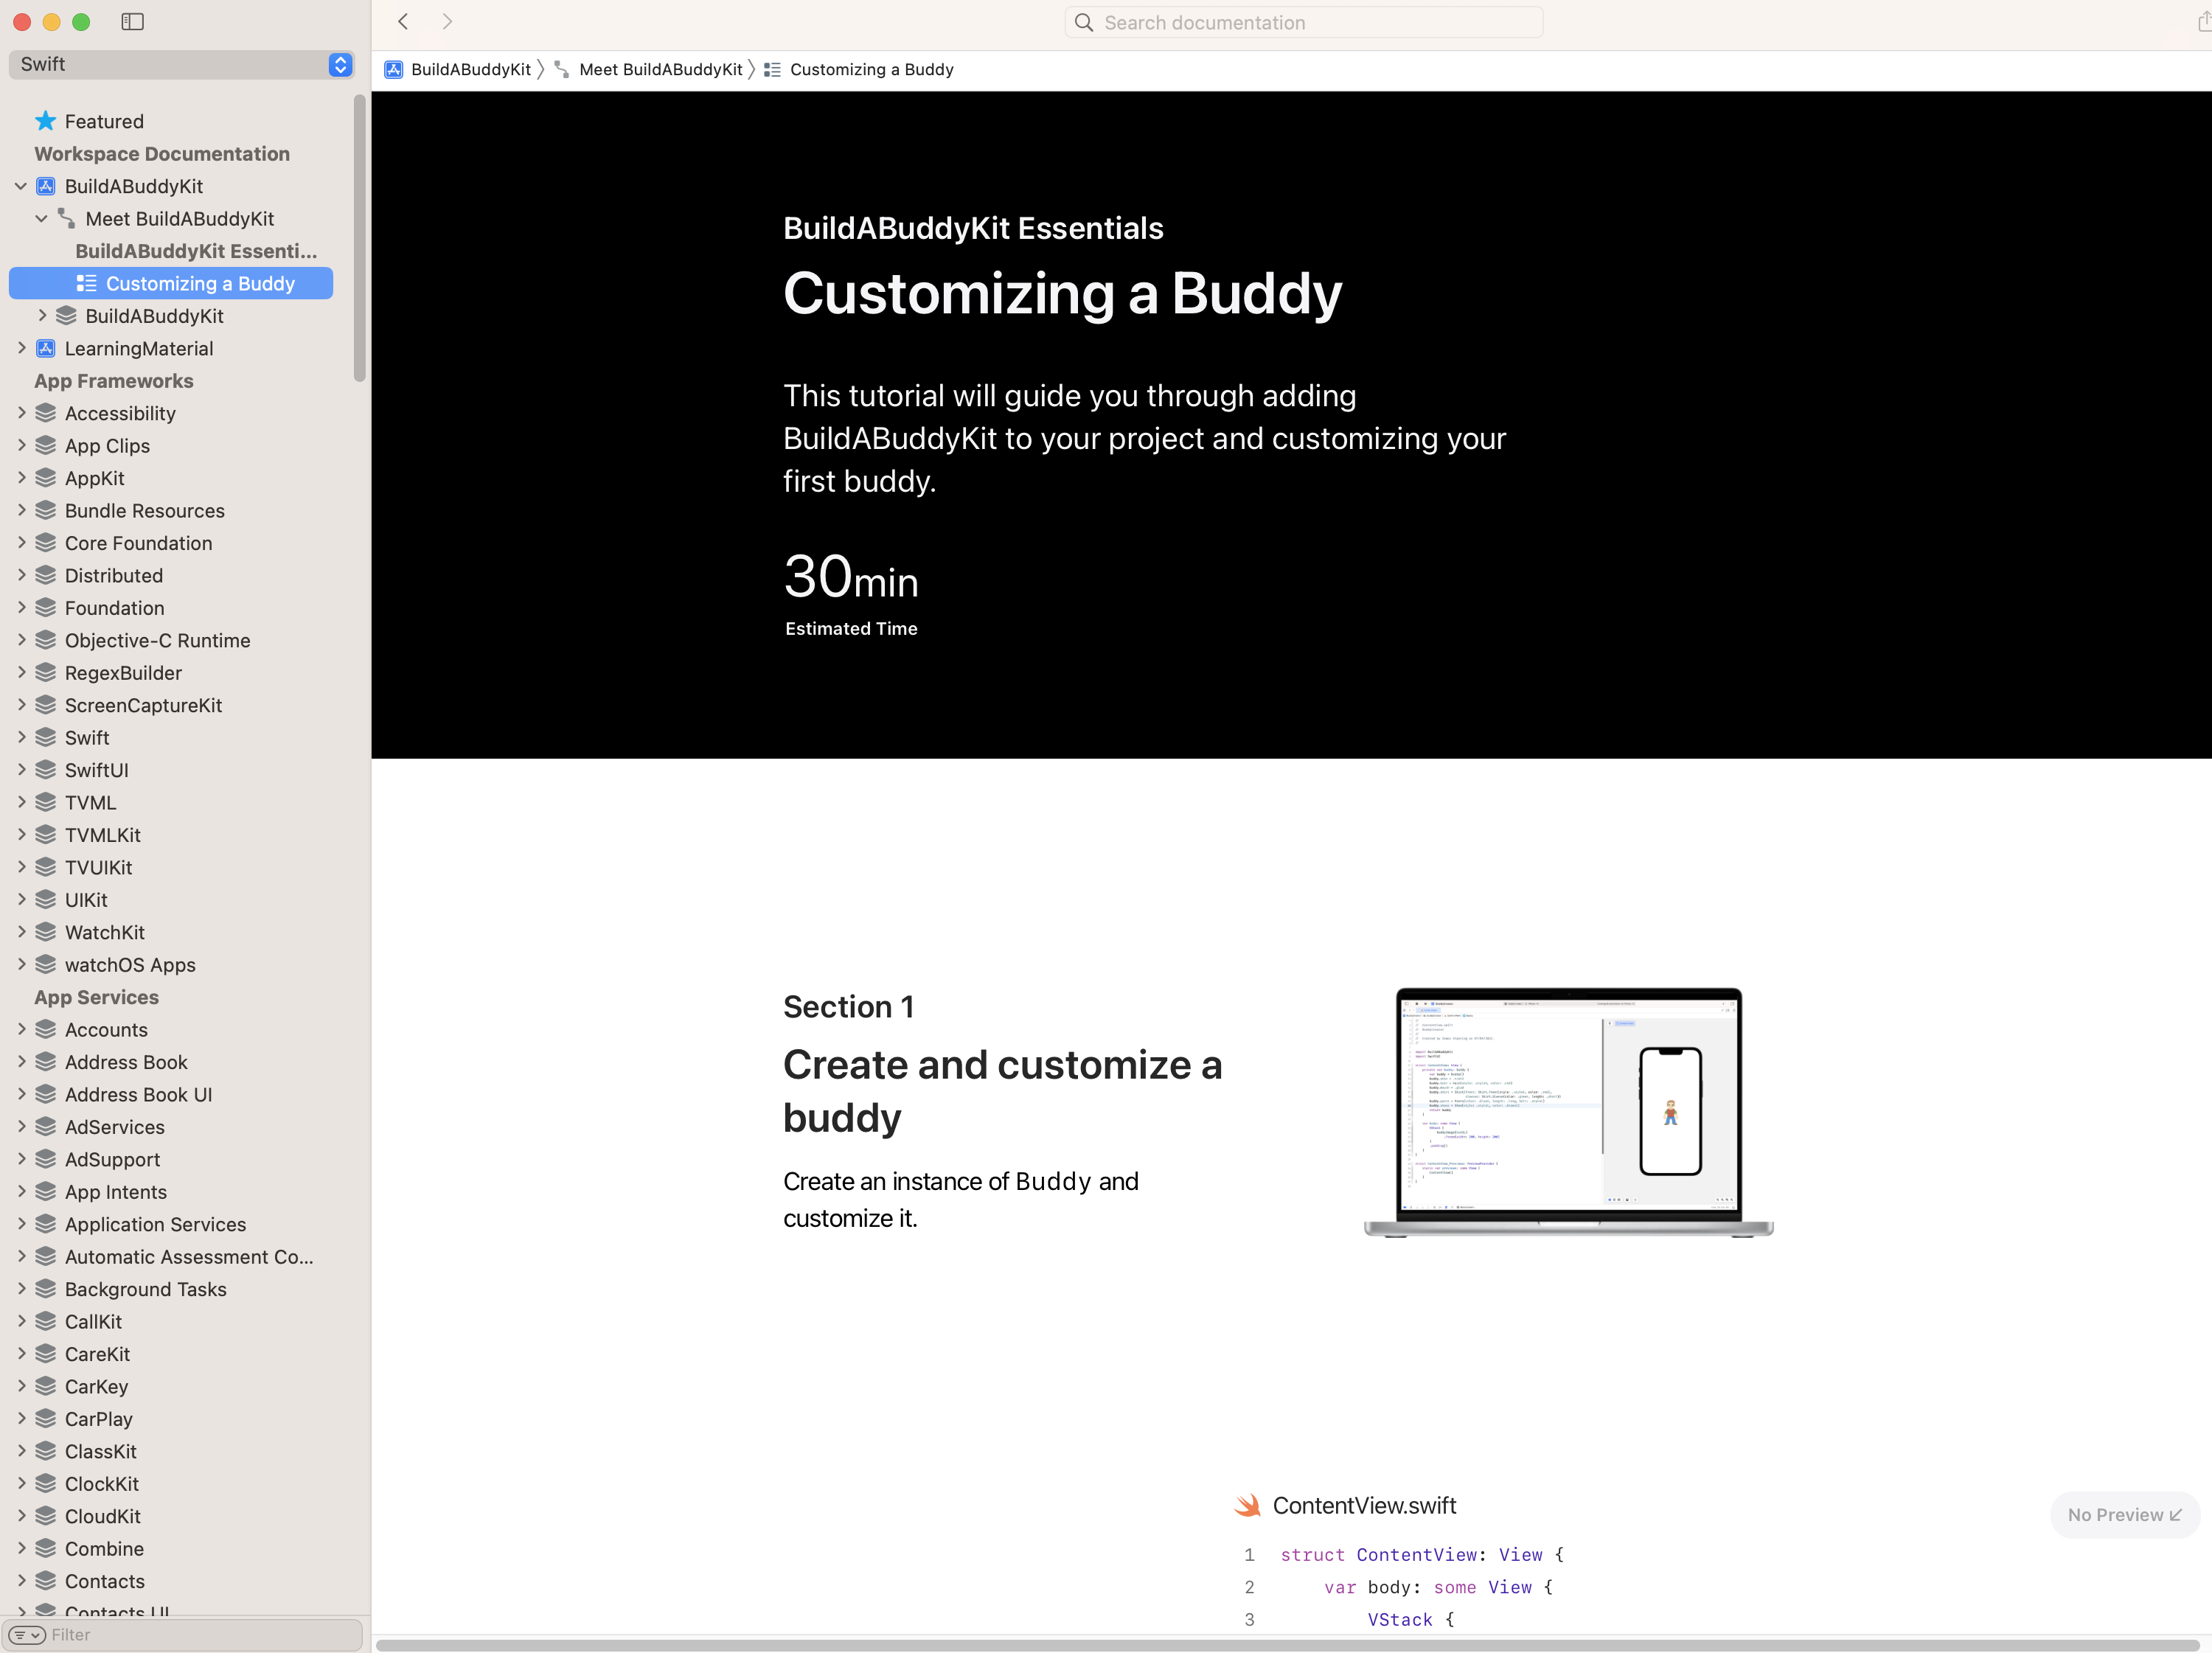 Search documentation
Swift
BuildABuddyKit
Meet BuildABuddyKit
Customizing a Buddy
Featured
Workspace Documentation
BuildABuddyKit
Meet BuildABuddyKit
BuildABuddyKit Essenti...
Customizing a Buddy
BuildABuddyKit
LearningMaterial
App Frameworks
Accessibility
App Clips
AppKit
Bundle Resources
Core Foundation
Distributed
Foundation
Objective-C Runtime
RegexBuilder
ScreenCaptureKit
Swift
SwiftUI
TVML
TVMLKit
TVUIKit
UIKit
WatchKit
watchOS Apps
App Services
Accounts
Address Book
Address Book UI
AdServices
AdSupport
App Intents
Application Services
Automatic Assessment Co...
Background Tasks
CallKit
CareKit
CarKey
CarPlay
ClassKit
ClockKit
CloudKit
Combine
Contacts
Contacts UI
Filter
BuildABuddyKit Essentials
Customizing a Buddy
This tutorial will guide you through adding
BuildABuddyKit to your project and customizing your
first buddy.
30min
Estimated Time
Section 1
Create and customize a
buddy
Create an instance of Buddy and
customize it.
ContentView.swift
No Preview
1 struct ContentView: View {
2 var body: some View {
3 VStack {